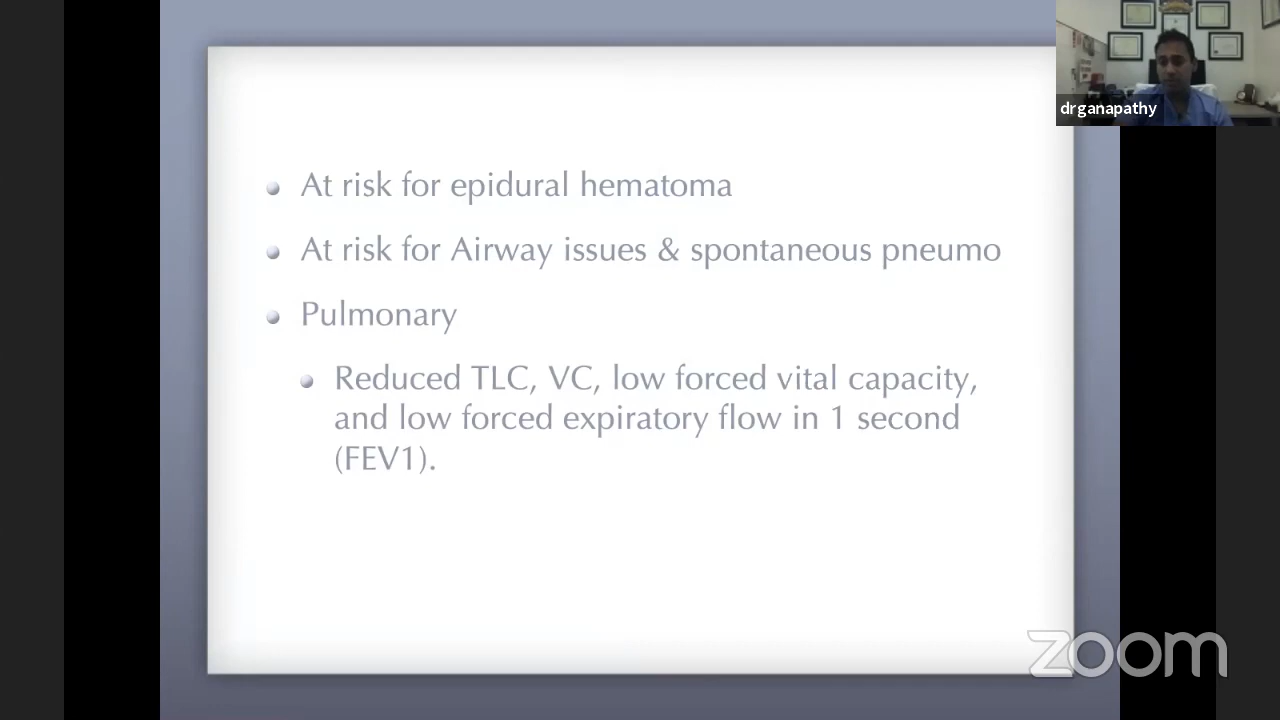 drganapathy
At risk for epidural hematoma
At risk for Airway issues & spontaneous pneumo
Pulmonary
Reduced TLC, VC, low forced vital capacity,
and low forced expiratory flow in 1 second
(FEV1).
zoom